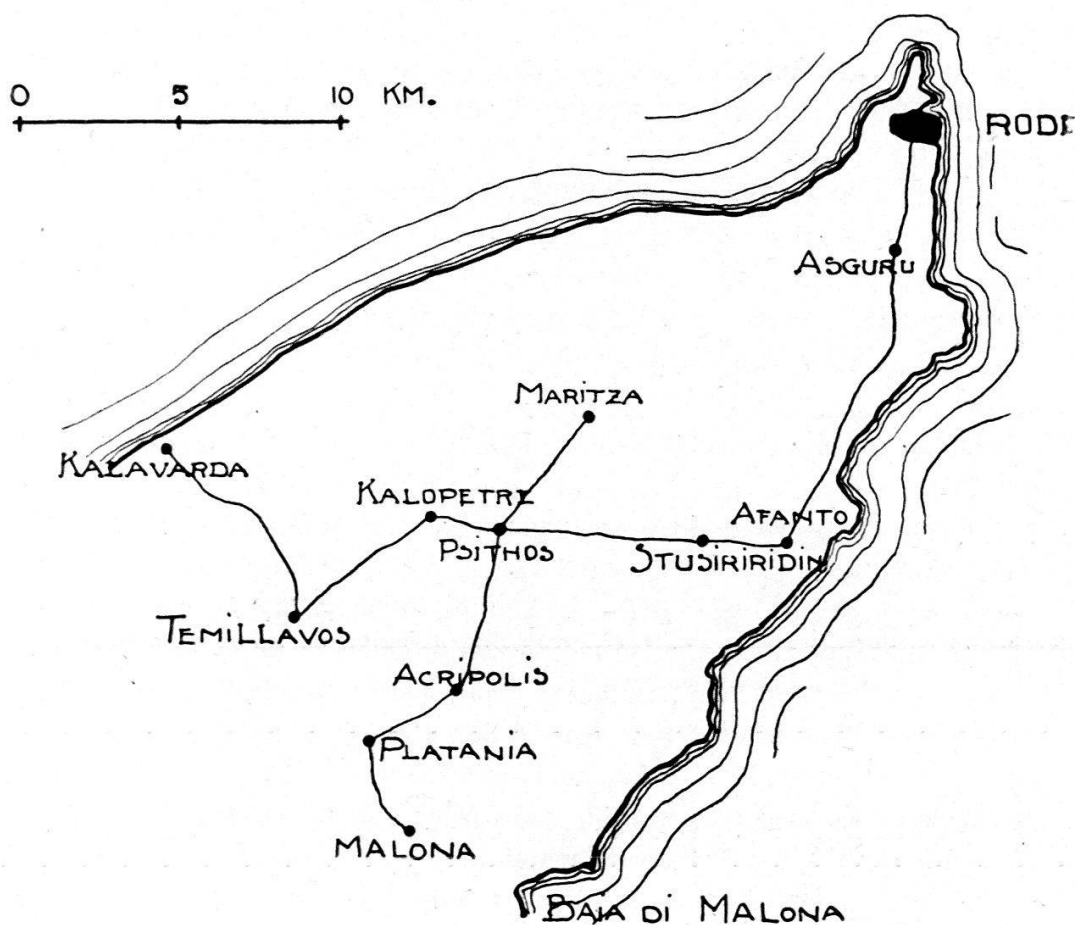 0 5 10 KM.
RODI
ASGURU
MARITZA
KALAVARDA
KALOPETRE
AFANTO
PSITHOS
STUSIRIRIDIN
TEMILLAVOS
ACRIPOLIS
PLATANIA
MALONA
BAIA DI MALONA